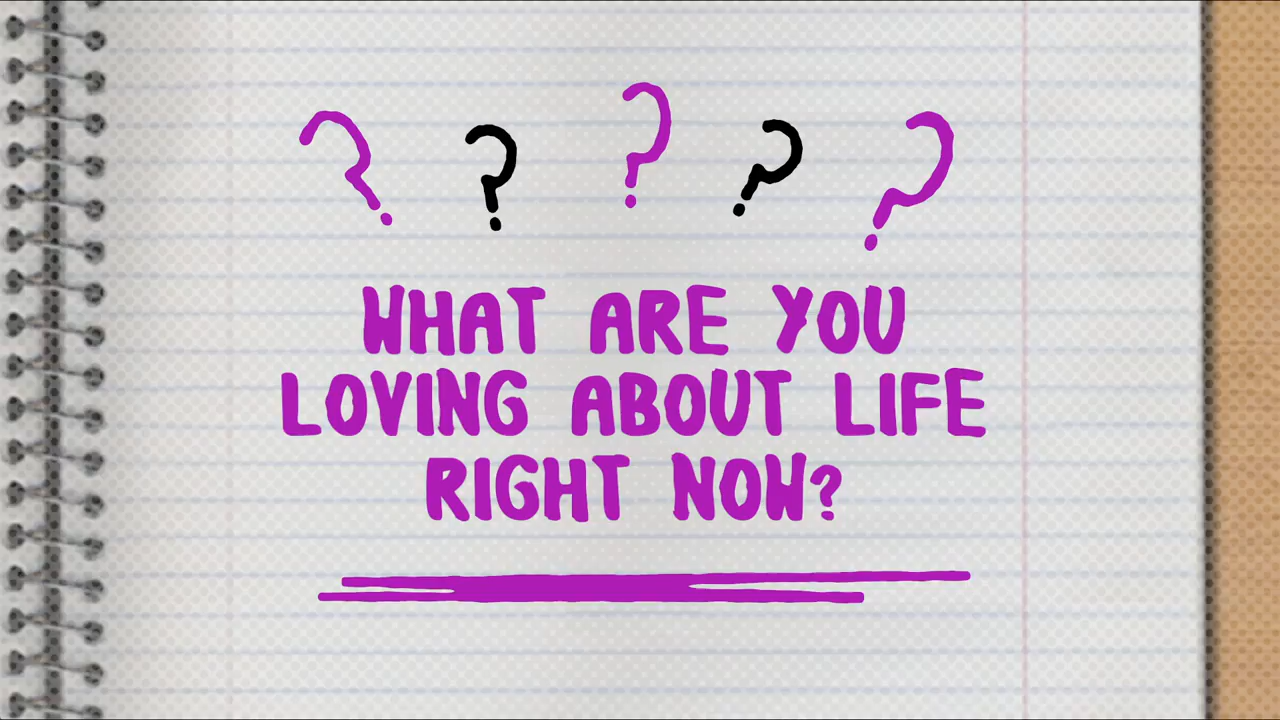 ? ? ? ? ?
WHAT ARE YOU
LOVING ABOUT LIFE
RIGHT NOW?